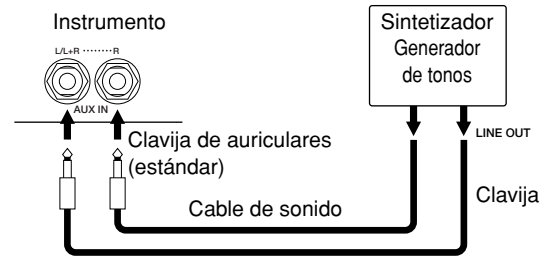 Instrumento
L/L+R ········ R
AUX IN
Sintetizador
Generador
de tonos
LINE OUT
Clavija de auriculares
(estándar)
Clavija
Cable de sonido